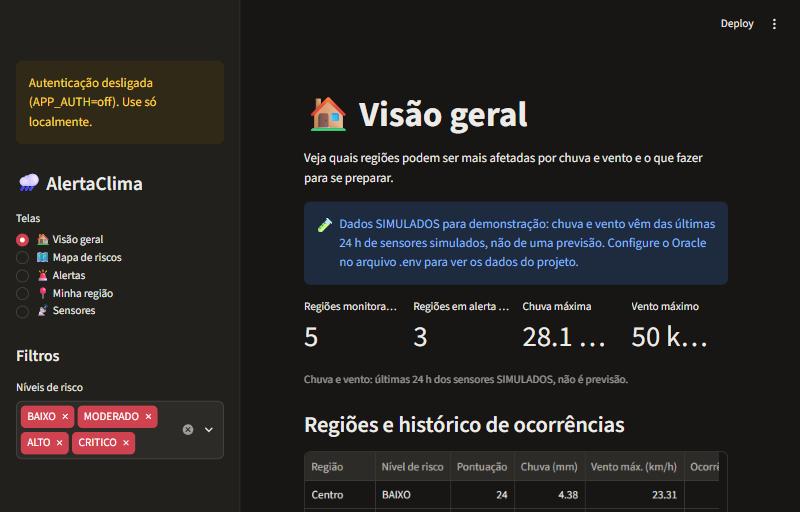 Deploy
Autenticação desligada
(APP_AUTH=off). Use só
localmente.
AlertaClima
Telas
Visão geral
Mapa de riscos
Alertas
Minha região
Sensores
Filtros
Níveis de risco
BAIXO ×
MODERADO ×
ALTO ×
CRITICO ×
Visão geral
Veja quais regiões podem ser mais afetadas por chuva e vento e o que fazer
para se preparar.
Dados SIMULADOS para demonstração: chuva e vento vêm das últimas
24 h de sensores simulados, não de uma previsão. Configure o Oracle
no arquivo .env para ver os dados do projeto.
Regiões monitora… Regiões em alerta … Chuva máxima Vento máximo
5 3 28.1 … 50 k…
Chuva e vento: últimas 24 h dos sensores SIMULADOS, não é previsão.
Regiões e histórico de ocorrências
Região Nível de risco Pontuação Chuva (mm) Vento máx. (km/h) Ocorrê
Centro BAIXO 24 4.38 23.31